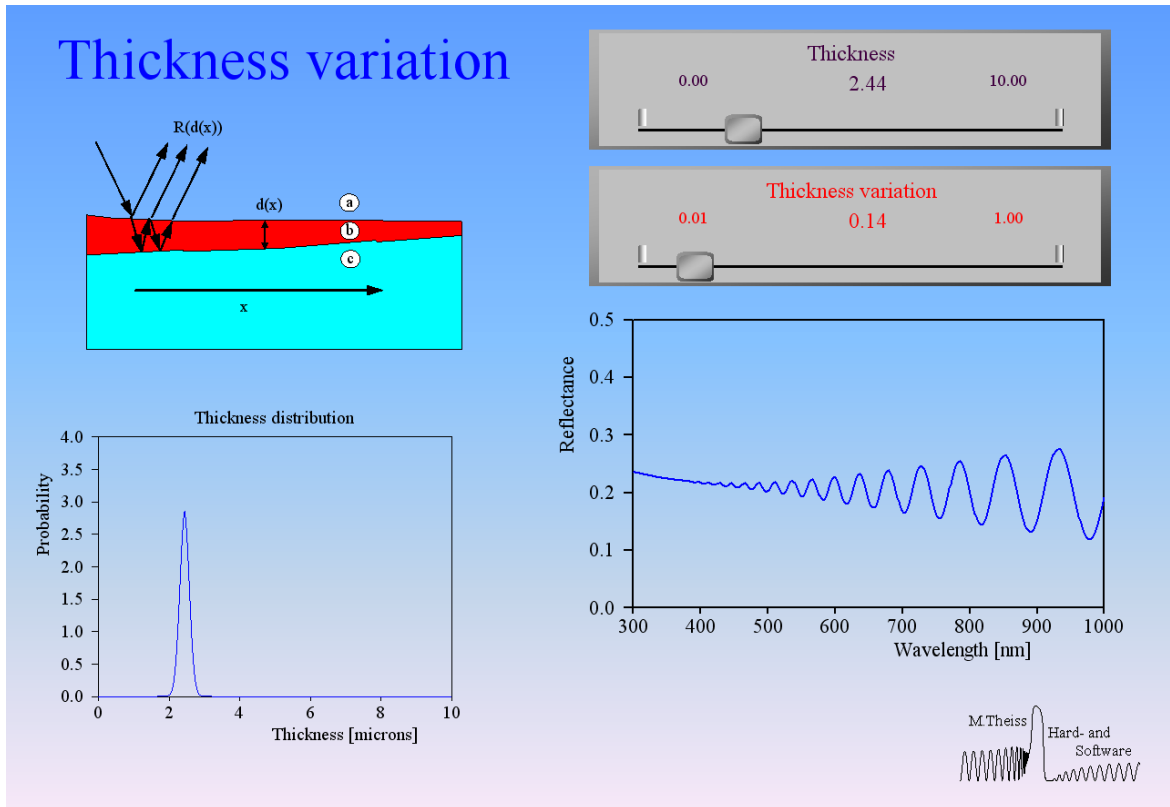 Thickness variation
R(d(x))
d(x)
a
b
c
x
Thickness
0.00 2.44 10.00
Thickness variation
0.01 0.14 1.00
Thickness distribution
Probability
4.0
3.5
3.0
2.5
2.0
1.5
1.0
0.5
0.0
0 2 4 6 8 10
Thickness [microns]
Reflectance
0.5
0.4
0.3
0.2
0.1
0.0
300 400 500 600 700 800 900 1000
Wavelength [nm]
M.Theiss
Hard- and
Software